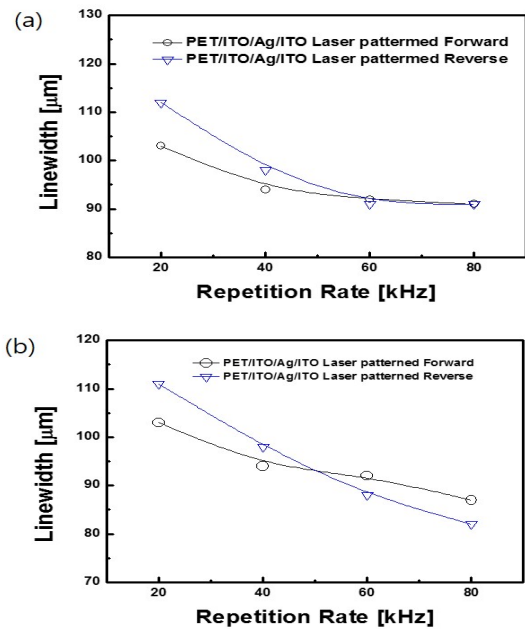 (a)
130
120
110
100
90
80
Linewidth [μm]
PET/ITO/Ag/ITO Laser pattermed Forward
PET/ITO/Ag/ITO Laser pattermed Reverse
20 40 60 80
Repetition Rate [kHz]
(b)
120
110
100
90
80
70
Linewidth [μm]
PET/ITO/Ag/ITO Laser patterned Forward
PET/ITO/Ag/ITO Laser patterned Reverse
20 40 60 80
Repetition Rate [kHz]